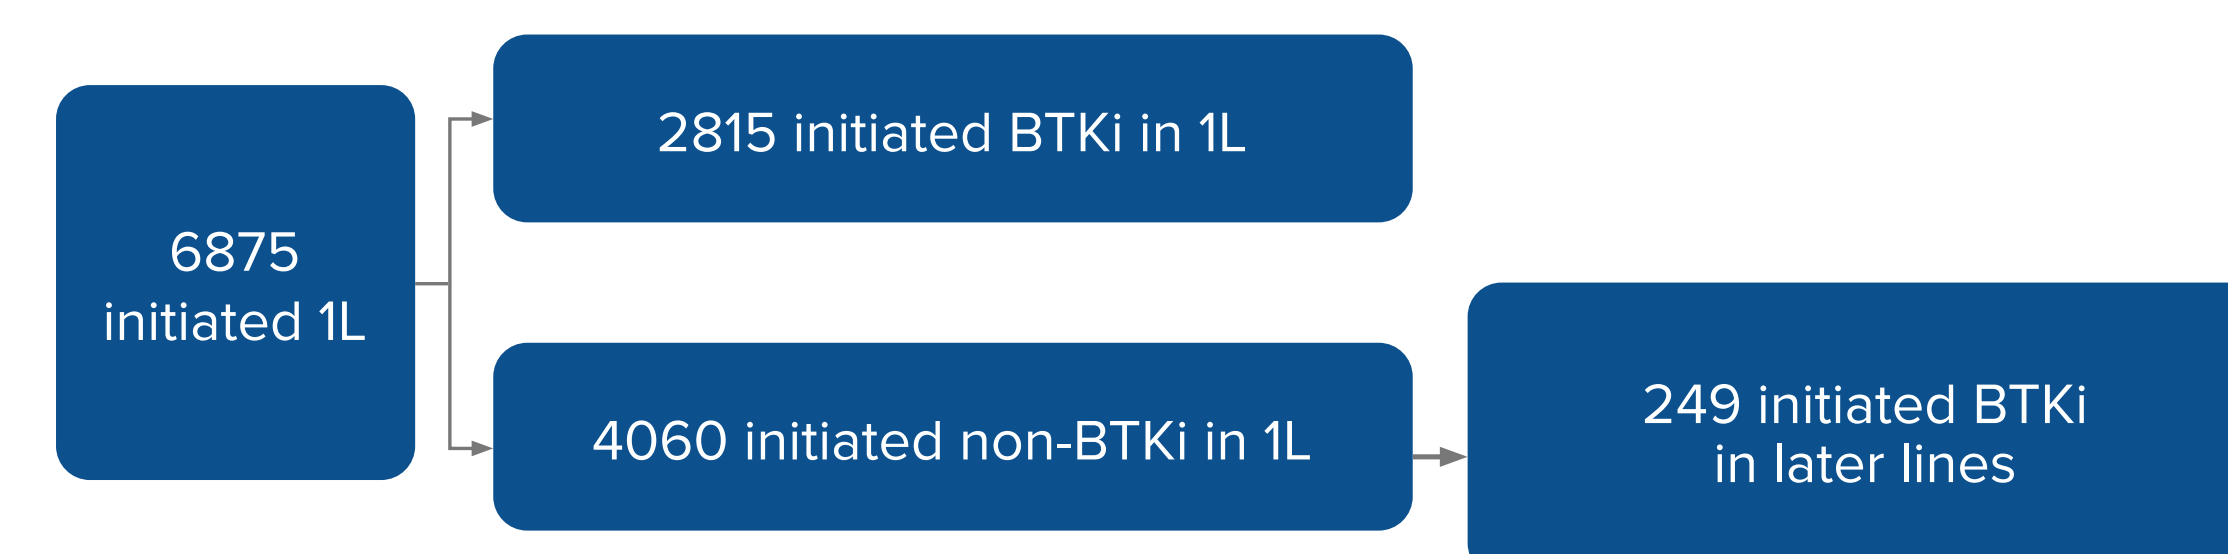 6875
initiated 1L
2815 initiated BTKi in 1L
4060 initiated non-BTKi in 1L
249 initiated BTKi
in later lines